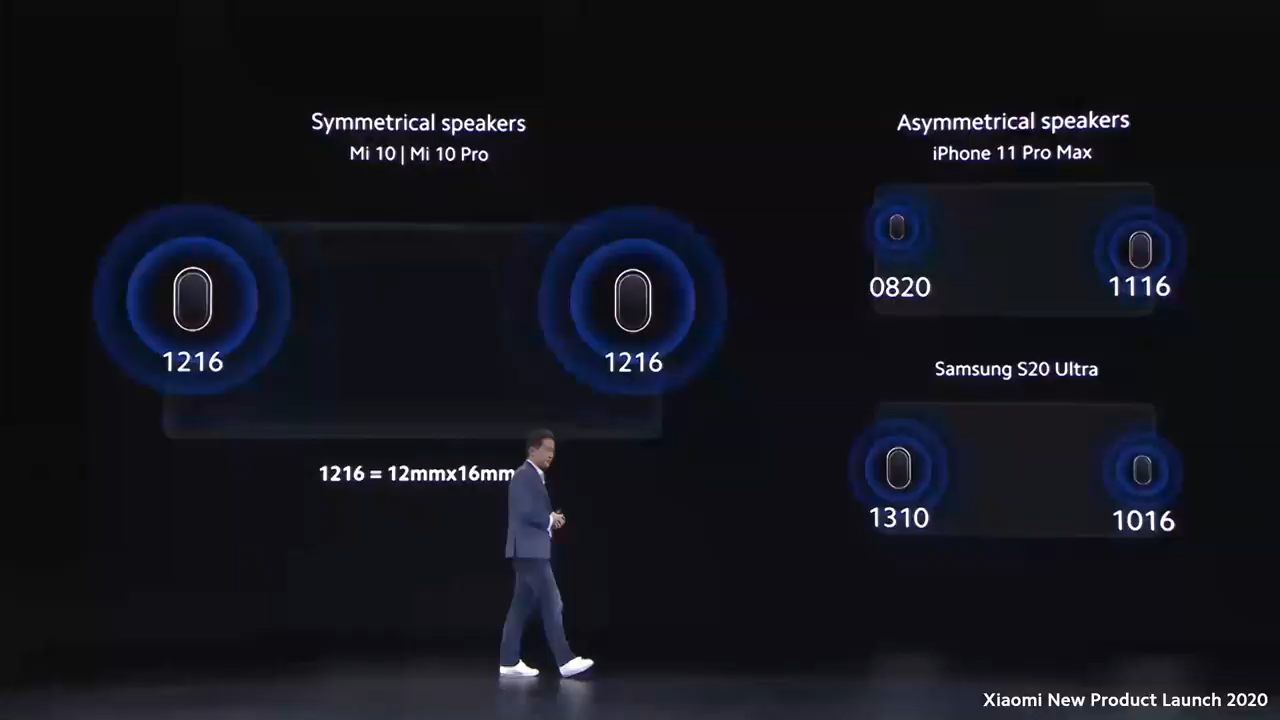 Symmetrical speakers
Mi 10 | Mi 10 Pro
1216
1216
1216 = 12mmx16mm
Asymmetrical speakers
iPhone 11 Pro Max
0820
1116
Samsung S20 Ultra
1310
1016
Xiaomi New Product Launch 2020